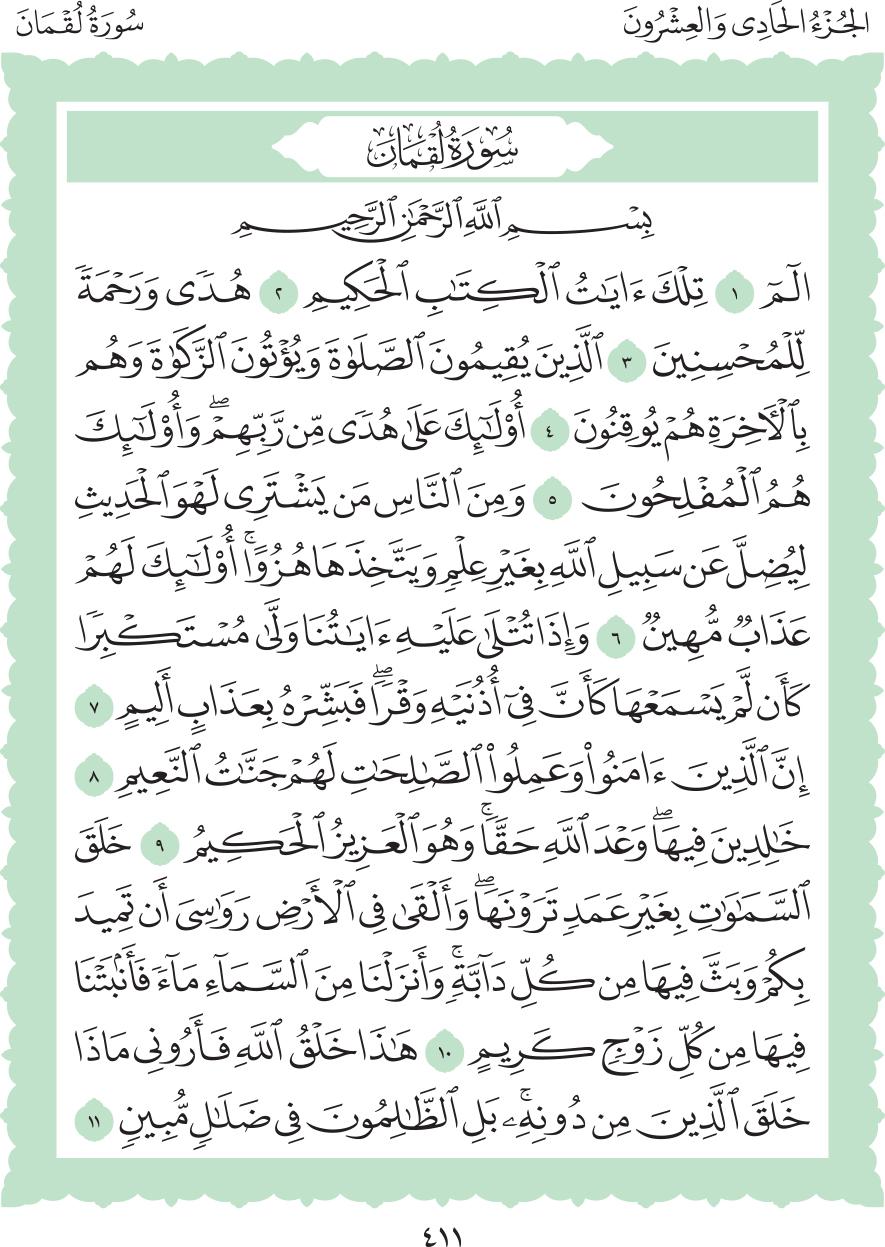 الجُزْءُ الحَادِى وَالعِشْرُونَ
سُورَةُ لُقْمَانَ
سُورَةُ لُقْمَانَ
بِسْمِ ٱللَّهِ ٱلرَّحْمَٰنِ ٱلرَّحِيمِ
الٓمٓ ١ تِلْكَ ءَايَٰتُ ٱلْكِتَٰبِ ٱلْحَكِيمِ ٢ هُدًى وَرَحْمَةً
لِّلْمُحْسِنِينَ ٣ ٱلَّذِينَ يُقِيمُونَ ٱلصَّلَوٰةَ وَيُؤْتُونَ ٱلزَّكَوٰةَ وَهُم
بِٱلْأَخِرَةِ هُمْ يُوقِنُونَ ٤ أُو۟لَٰٓئِكَ عَلَىٰ هُدًى مِّن رَّبِّهِمْۖ وَأُو۟لَٰٓئِكَ
هُمُ ٱلْمُفْلِحُونَ ٥ وَمِنَ ٱلنَّاسِ مَن يَشْتَرِى لَهْوَ ٱلْحَدِيثِ
لِيُضِلَّ عَن سَبِيلِ ٱللَّهِ بِغَيْرِ عِلْمٍ وَيَتَّخِذَهَا هُزُوًاۚ أُو۟لَٰٓئِكَ لَهُمْ
عَذَابٌ مُّهِينٌ ٦ وَإِذَا تُتْلَىٰ عَلَيْهِ ءَايَٰتُنَا وَلَّىٰ مُسْتَكْبِرًا
كَأَن لَّمْ يَسْمَعْهَا كَأَنَّ فِىٓ أُذُنَيْهِ وَقْرًاۖ فَبَشِّرْهُ بِعَذَابٍ أَلِيمٍ ٧
إِنَّ ٱلَّذِينَ ءَامَنُوا۟ وَعَمِلُوا۟ ٱلصَّٰلِحَٰتِ لَهُمْ جَنَّٰتُ ٱلنَّعِيمِ ٨
خَٰلِدِينَ فِيهَاۖ وَعْدَ ٱللَّهِ حَقًّاۚ وَهُوَ ٱلْعَزِيزُ ٱلْحَكِيمُ ٩ خَلَقَ
ٱلسَّمَٰوَٰتِ بِغَيْرِ عَمَدٍ تَرَوْنَهَاۖ وَأَلْقَىٰ فِى ٱلْأَرْضِ رَوَٰسِىَ أَن تَمِيدَ
بِكُمْ وَبَثَّ فِيهَا مِن كُلِّ دَآبَّةٍۚ وَأَنزَلْنَا مِنَ ٱلسَّمَآءِ مَآءً فَأَنۢبَتْنَا
فِيهَا مِن كُلِّ زَوْجٍ كَرِيمٍ ١٠ هَٰذَا خَلْقُ ٱللَّهِ فَأَرُونِى مَاذَا
خَلَقَ ٱلَّذِينَ مِن دُونِهِۦۚ بَلِ ٱلظَّٰلِمُونَ فِى ضَلَٰلٍ مُّبِينٍ ١١
٤١١